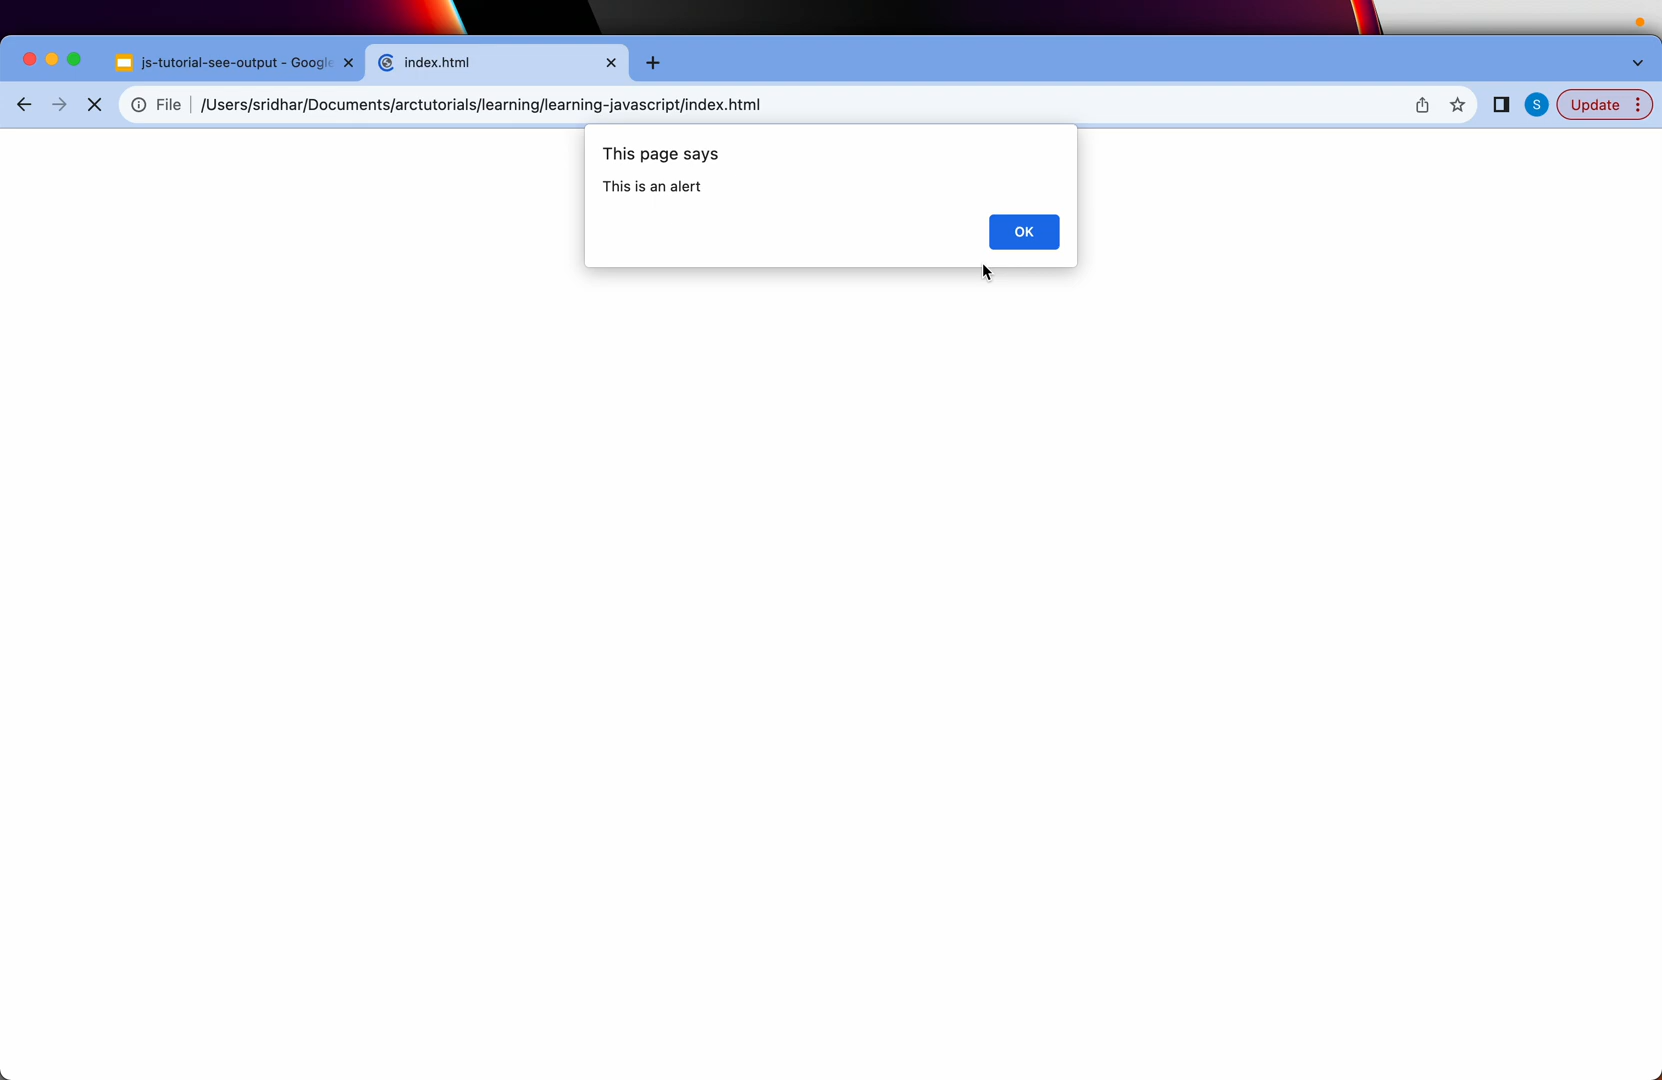 js-tutorial-see-output - Google
index.html
File
/Users/sridhar/Documents/arctutorials/learning/learning-javascript/index.html
S
Update
This page says
This is an alert
OK